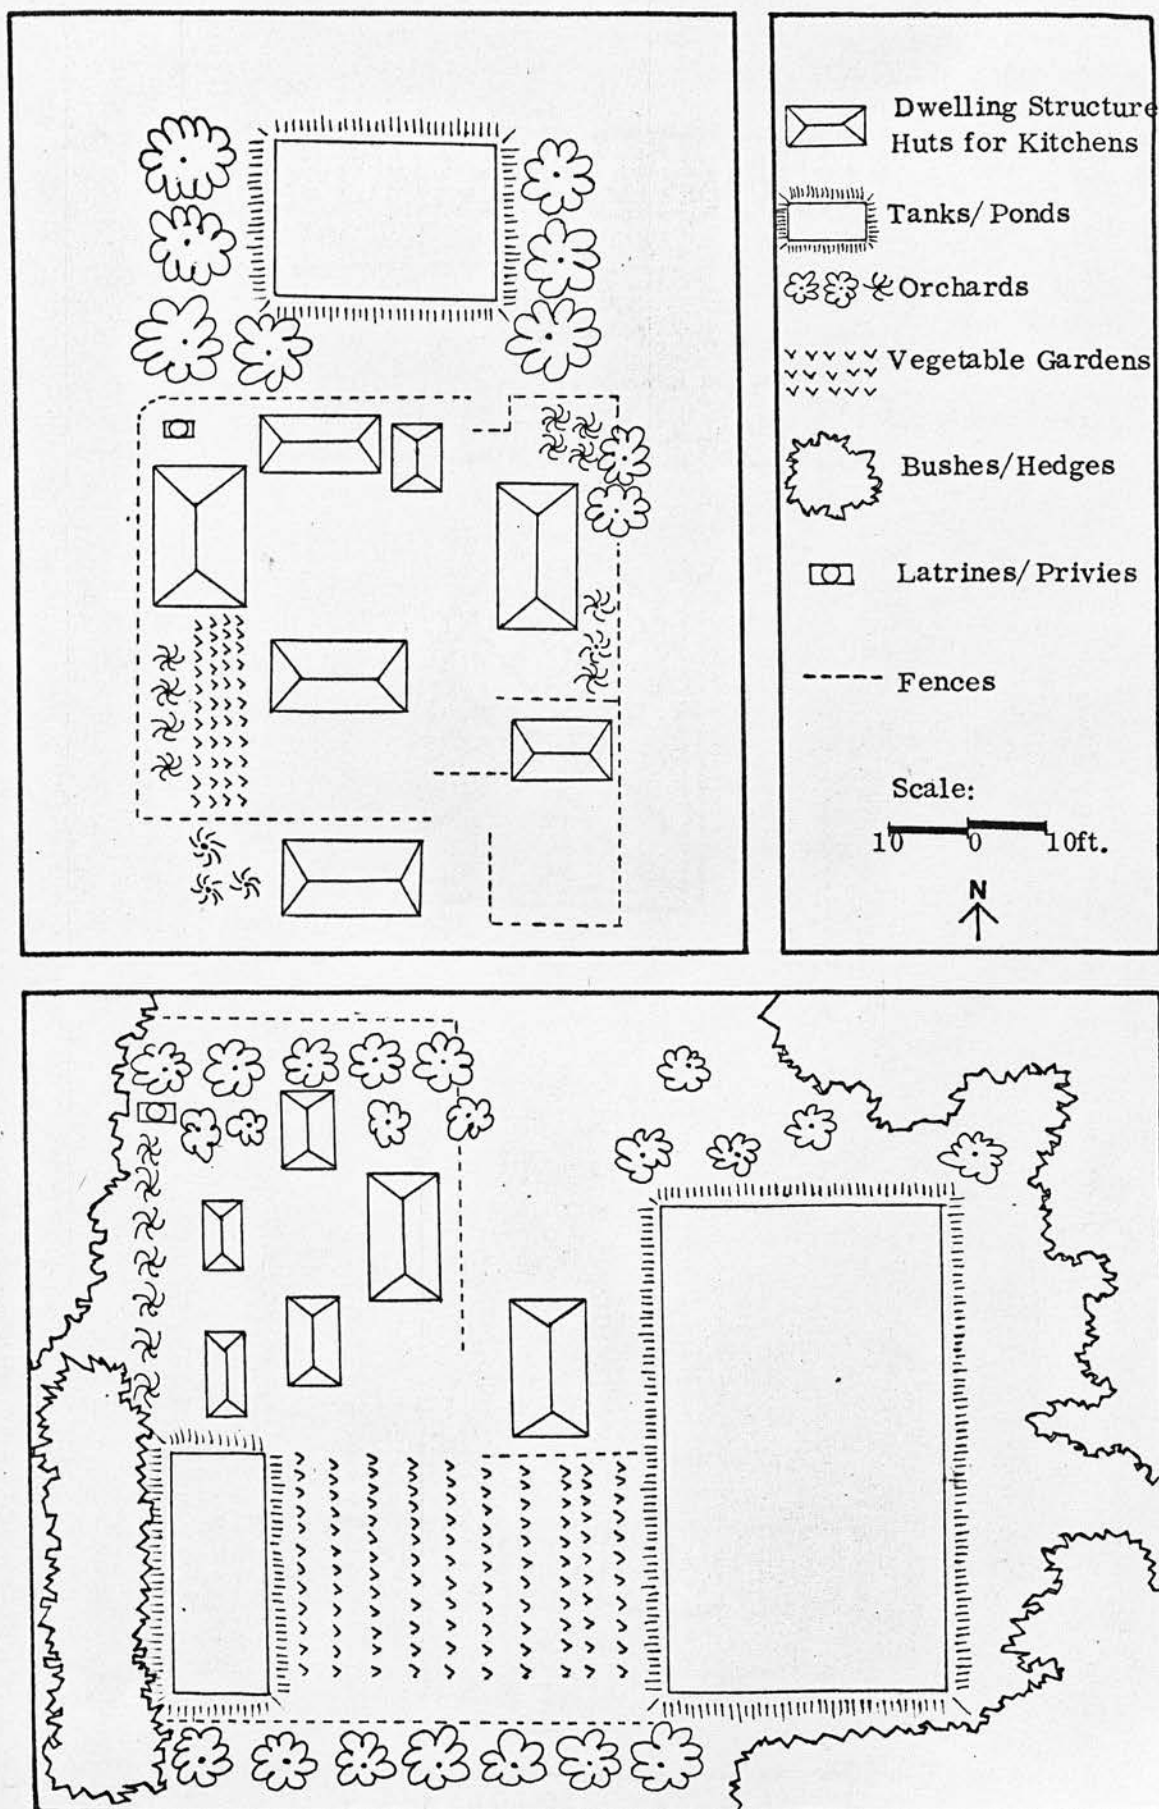 Dwelling Structure
Huts for Kitchens
Tanks/Ponds
Orchards
Vegetable Gardens
Bushes/Hedges
Latrines/Privies
Fences
Scale:
10 0 10ft.
N